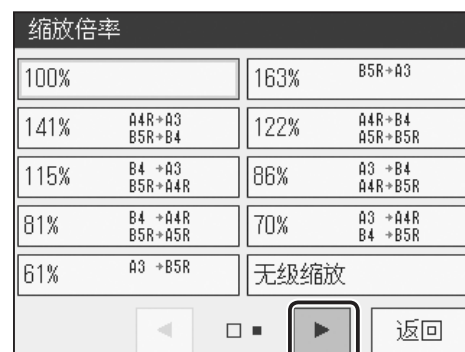 缩放倍率
100%
163% B5R→A3
141% A4R→A3
B5R→B4
122% A4R→B4
A5R→B5R
115% B4 →A3
B5R→A4R
86% A3 →B4
A4R→B5R
81% B4 →A4R
B5R→A5R
70% A3 →A4R
B4 →B5R
61% A3 →B5R
无级缩放
返回